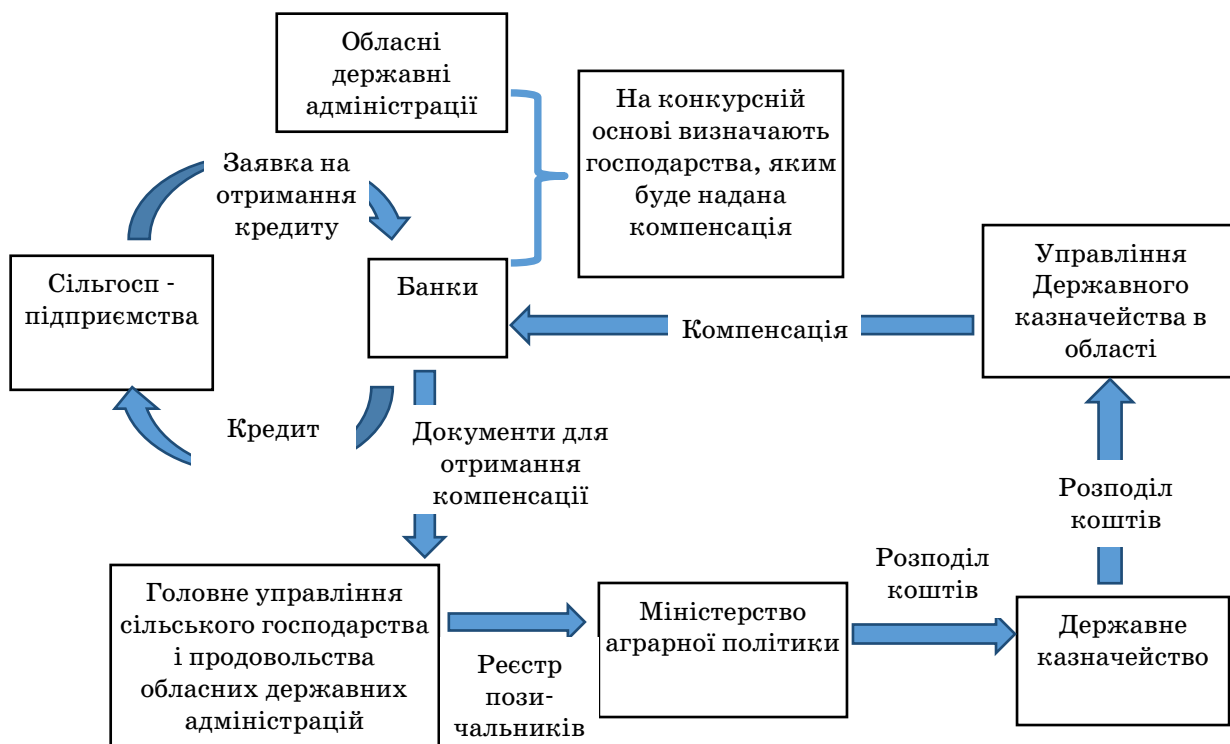 Обласні
державні
адміністрації
На конкурсній
основі визначають
господарства, яким
буде надана
компенсація
Заявка на
отримання
кредиту
Сільгосп -
підприємства
Банки
Компенсація
Управління
Державного
казначейства в
області
Кредит
Документи для
отримання
компенсації
Розподіл
коштів
Головне управління
сільського господарства
і продовольства
обласних державних
адміністрацій
Реєстр
пози-
чальників
Міністерство
аграрної політики
Розподіл
коштів
Державне
казначейство